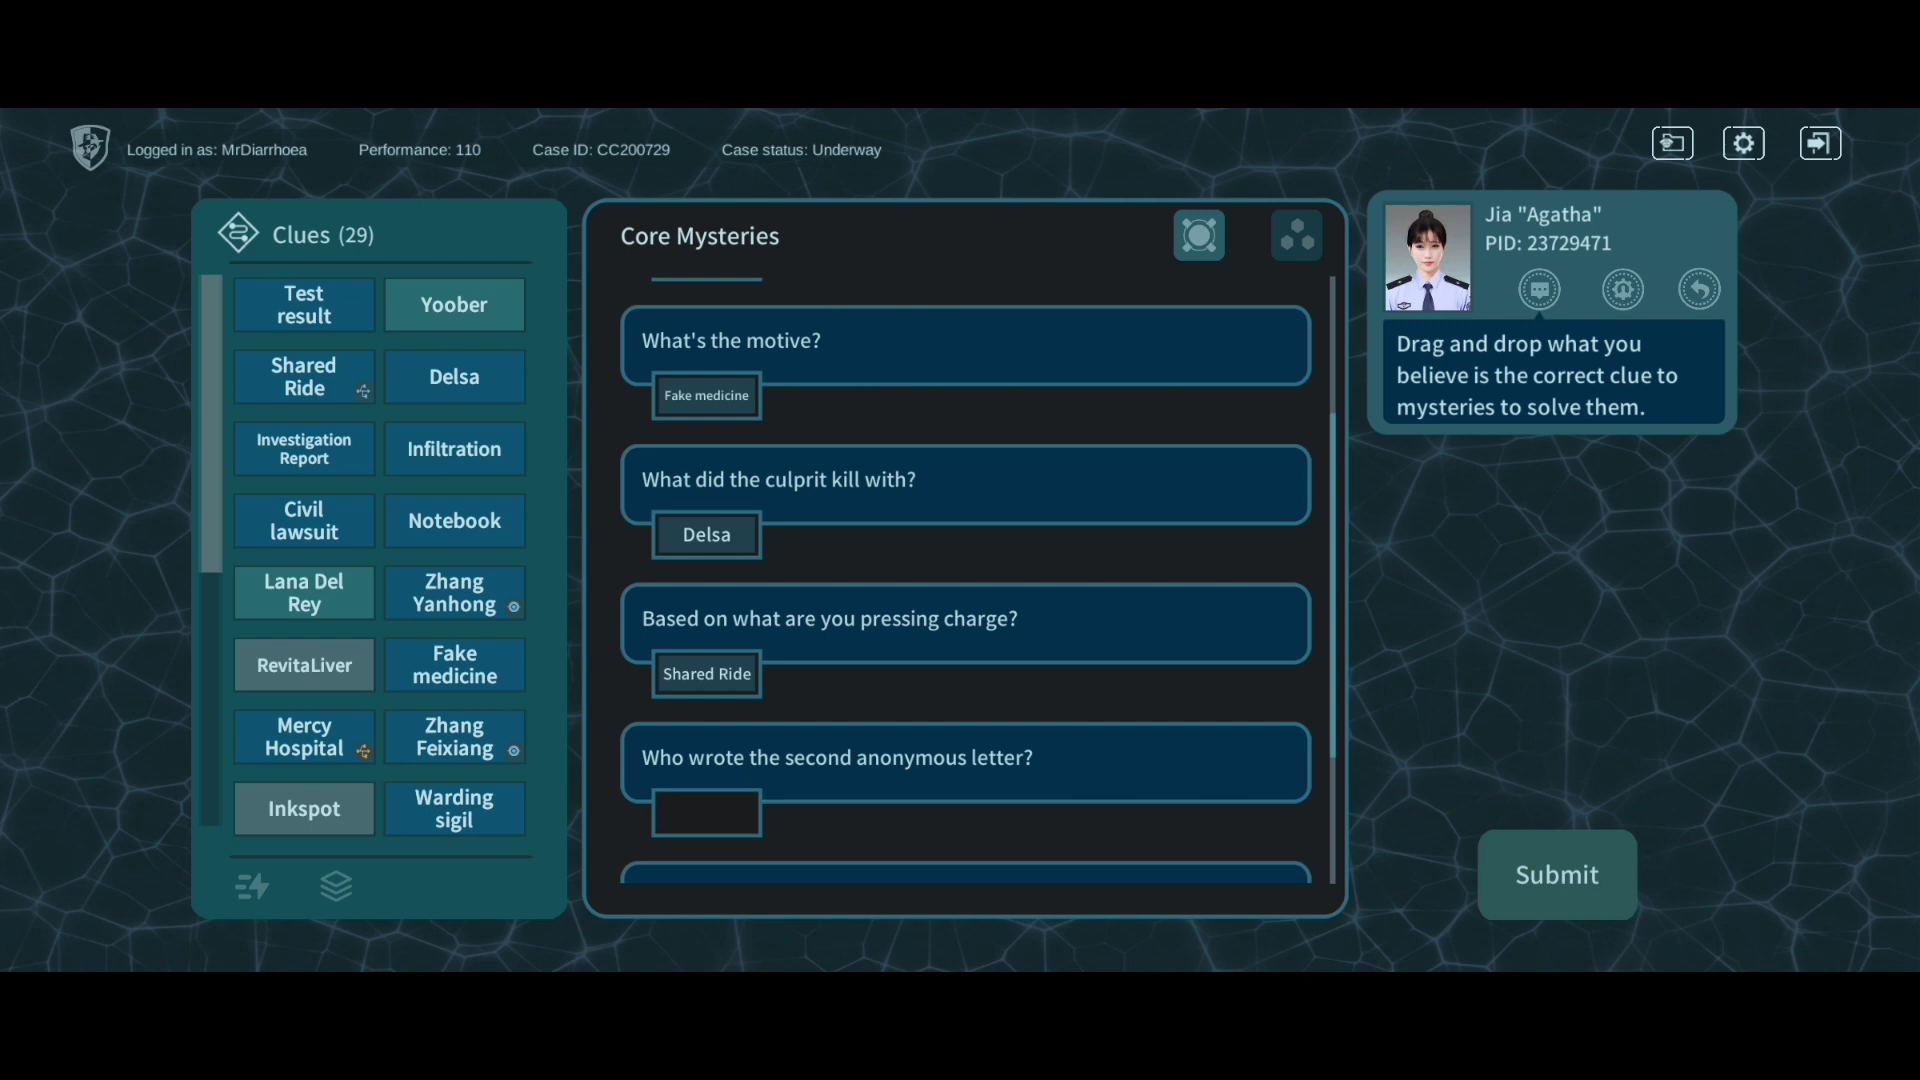 Logged in as: MrDiarrhoea
Performance: 110
Case ID: CC200729
Case status: Underway
Clues (29)
Test
result
Yoober
Shared
Ride
Delsa
Investigation
Report
Infiltration
Civil
lawsuit
Notebook
Lana Del
Rey
Zhang
Yanhong
RevitaLiver
Fake
medicine
Mercy
Hospital
Zhang
Feixiang
Inkspot
Warding
sigil
Core Mysteries
What's the motive?
Fake medicine
What did the culprit kill with?
Delsa
Based on what are you pressing charge?
Shared Ride
Who wrote the second anonymous letter?
Jia "Agatha"
PID: 23729471
Drag and drop what you
believe is the correct clue to
mysteries to solve them.
Submit